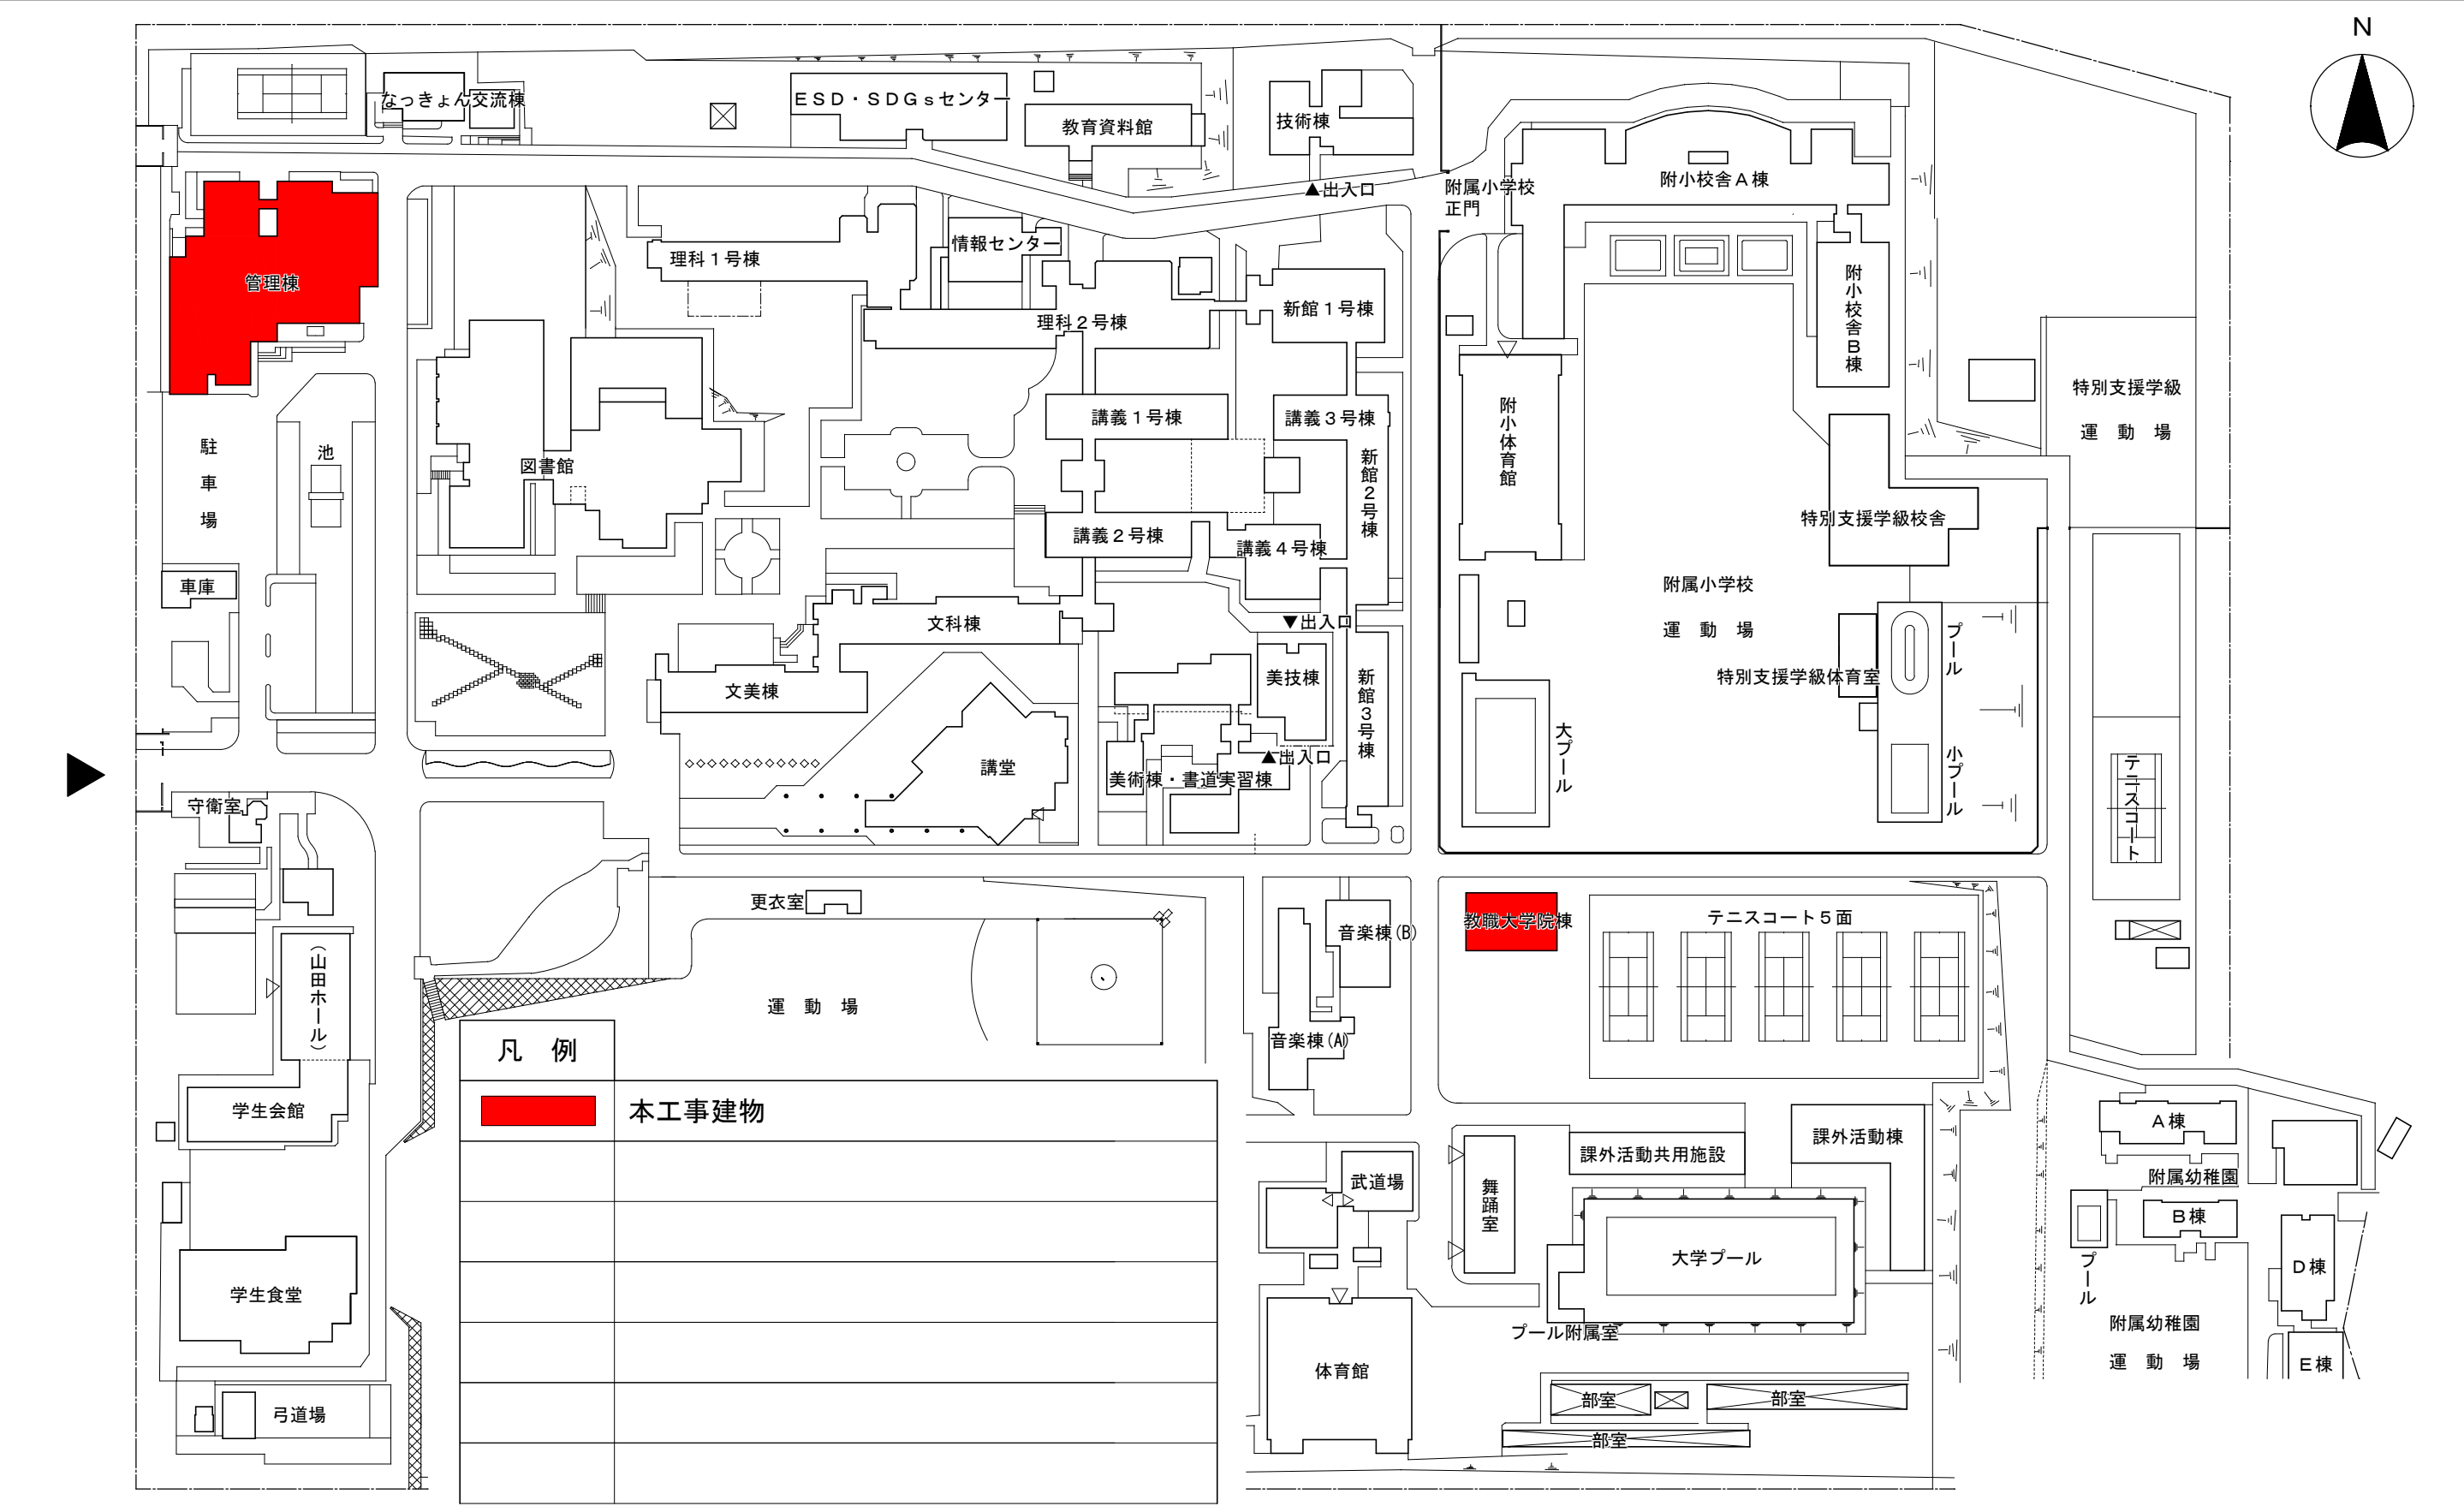 N
なっきょん交流棟
ＥＳＤ・ＳＤＧｓセンター
教育資料館
技術棟
附小校舎Ａ棟
▲出入口
附属小学校
正門
管理棟
理科１号棟
情報センター
新館１号棟
理科２号棟
附小校舎Ｂ棟
特別支援学級
運　動　場
講義１号棟
講義３号棟
附小体育館
駐車場
池
図書館
新館２号棟
講義２号棟
講義４号棟
特別支援学級校舎
車庫
附属小学校
運　動　場
文科棟
▼出入口
プール
文美棟
美技棟
新館３号棟
特別支援学級体育室
大プール
小プール
講堂
▲出入口
美術棟・書道実習棟
テニスコート
守衛室
更衣室
音楽棟(B)
教職大学院棟
テニスコート５面
（山田ホール）
運　動　場
音楽棟(A)
凡　例
本工事建物
学生会館
武道場
舞踊室
課外活動共用施設
課外活動棟
Ａ棟
附属幼稚園
Ｂ棟
プール
Ｄ棟
大学プール
学生食堂
プール附属室
附属幼稚園
運　動　場
Ｅ棟
体育館
部室
部室
部室
弓道場